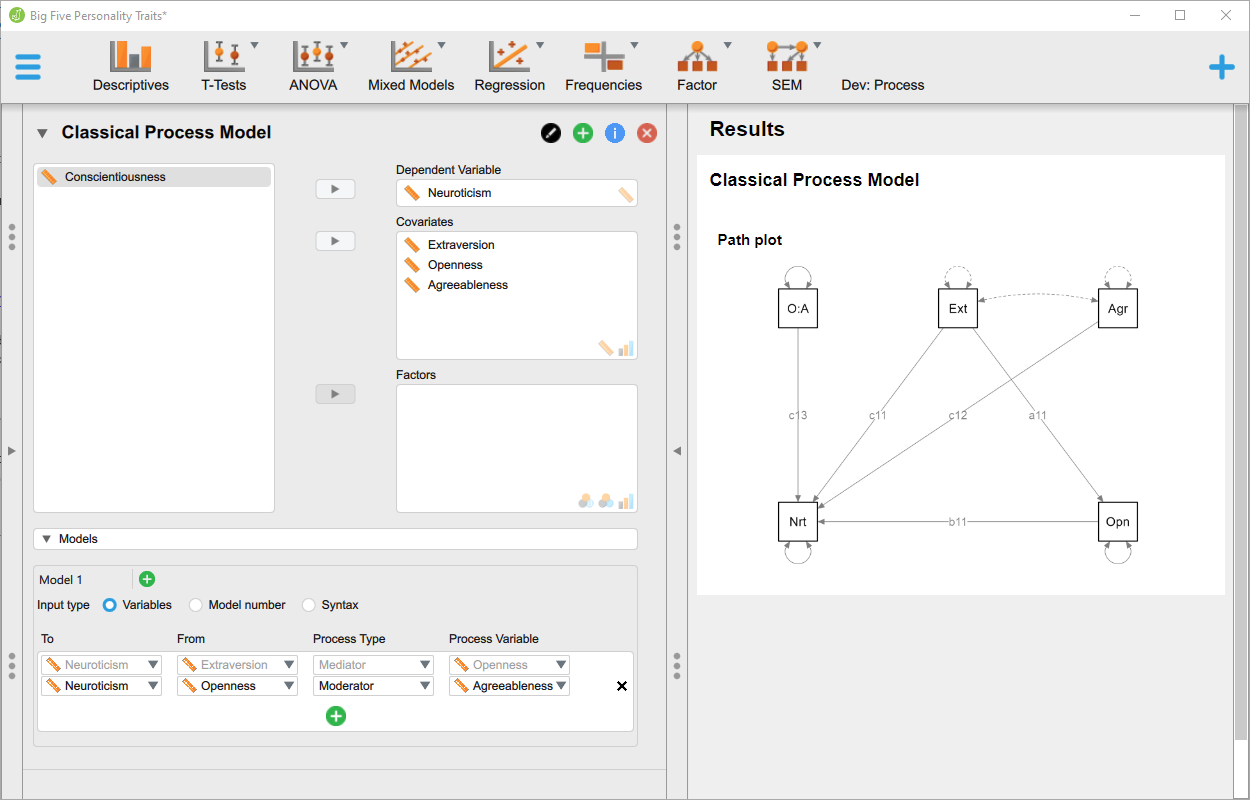 Big Five Personality Traits*
Descriptives T-Tests ANOVA Mixed Models Regression Frequencies Factor SEM Dev: Process
Classical Process Model
Conscientiousness
Dependent Variable
Neuroticism
Covariates
Extraversion
Openness
Agreeableness
Factors
Models
Model 1
Input type Variables Model number Syntax
To From Process Type Process Variable
Neuroticism Extraversion Mediator Openness
Neuroticism Openness Moderator Agreeableness
Results
Classical Process Model
Path plot
O:A Ext Agr
c13 c11 c12 a11
Nrt b11 Opn